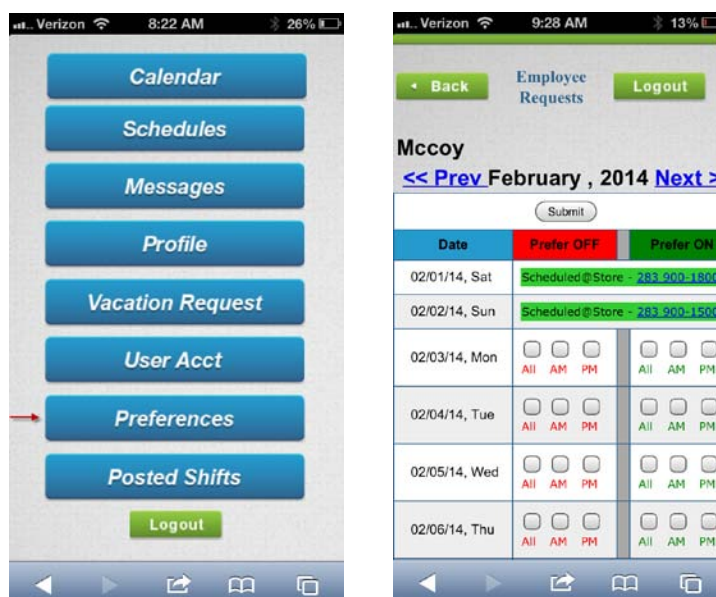 Verizon 8:22 AM 26%
Calendar
Schedules
Messages
Profile
Vacation Request
User Acct
Preferences
Posted Shifts
Logout
Verizon 9:28 AM 13%
Back
Employee
Requests
Logout
Mccoy
<< Prev February , 2014 Next >
Submit
Date Prefer OFF Prefer ON
02/01/14, Sat Scheduled@Store - 283 900-1800
02/02/14, Sun Scheduled@Store - 283 900-1500
02/03/14, Mon
All AM PM All AM PM
02/04/14, Tue
All AM PM All AM PM
02/05/14, Wed
All AM PM All AM PM
02/06/14, Thu
All AM PM All AM PM